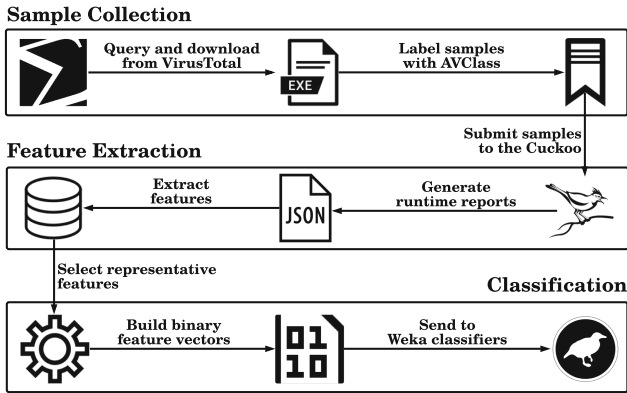 Sample Collection
Query and download
from VirusTotal
EXE
Label samples
with AVClass
Submit samples
to the Cuckoo
Feature Extraction
Extract
features
JSON
Generate
runtime reports
Select representative
features
Classification
Build binary
feature vectors
01
10
Send to
Weka classifiers